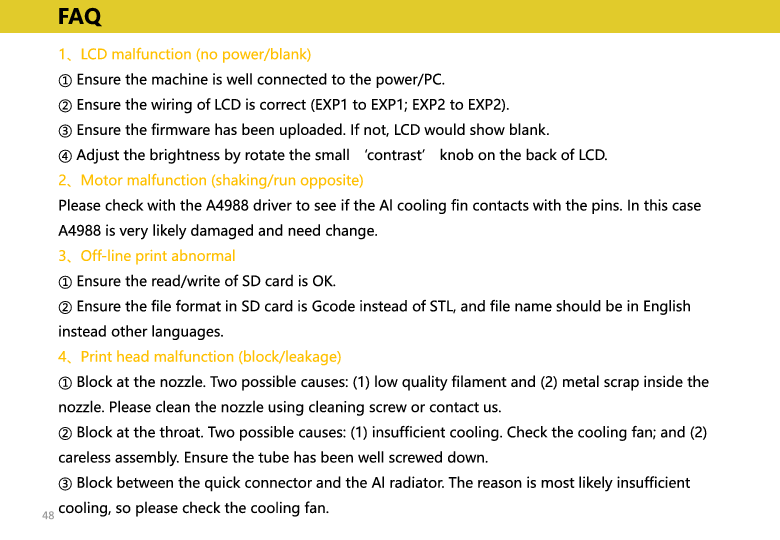 FAQ
1、LCD malfunction (no power/blank)
① Ensure the machine is well connected to the power/PC.
② Ensure the wiring of LCD is correct (EXP1 to EXP1; EXP2 to EXP2).
③ Ensure the firmware has been uploaded. If not, LCD would show blank.
④ Adjust the brightness by rotate the small ‘contrast’ knob on the back of LCD.
2、Motor malfunction (shaking/run opposite)
Please check with the A4988 driver to see if the Al cooling fin contacts with the pins. In this case
A4988 is very likely damaged and need change.
3、Off-line print abnormal
① Ensure the read/write of SD card is OK.
② Ensure the file format in SD card is Gcode instead of STL, and file name should be in English
instead other languages.
4、Print head malfunction (block/leakage)
① Block at the nozzle. Two possible causes: (1) low quality filament and (2) metal scrap inside the
nozzle. Please clean the nozzle using cleaning screw or contact us.
② Block at the throat. Two possible causes: (1) insufficient cooling. Check the cooling fan; and (2)
careless assembly. Ensure the tube has been well screwed down.
③ Block between the quick connector and the Al radiator. The reason is most likely insufficient
cooling, so please check the cooling fan.
48